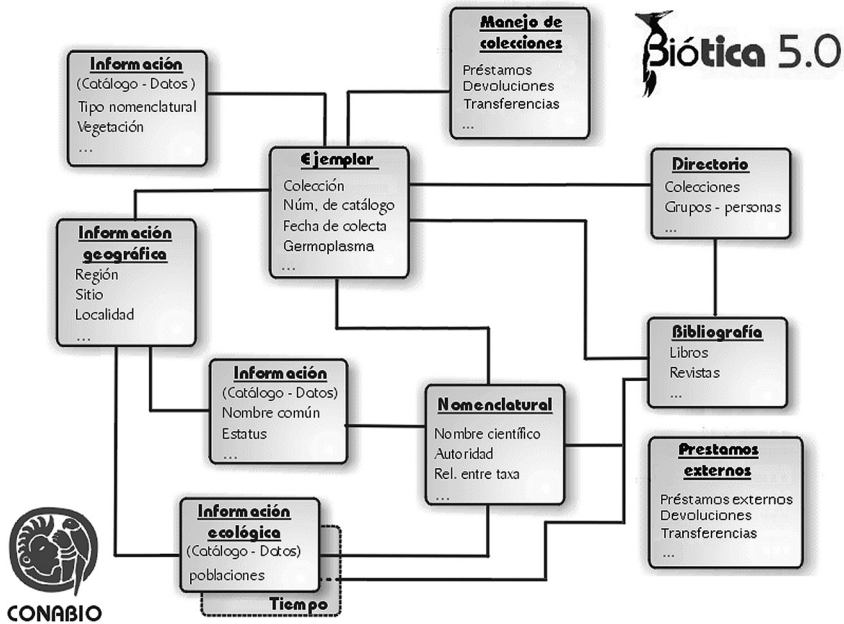 Manejo de
colecciones
Préstamos
Devoluciones
Transferencias
...
Biótica 5.0
Información
(Catálogo - Datos )
Tipo nomenclatural
Vegetación
...
Ejemplar
Colección
Núm, de catálogo
Fecha de colecta
Germoplasma
...
Directorio
Colecciones
Grupos - personas
...
Información
geográfica
Región
Sitio
Localidad
...
Bibliografía
Libros
Revistas
...
Información
(Catálogo - Datos)
Nombre común
Estatus
...
Nomenclatural
Nombre científico
Autoridad
Rel. entre taxa
...
Prestamos
externos
Préstamos externos
Devoluciones
Transferencias
...
Información
ecológica
(Catálogo - Datos)
poblaciones
Tiempo
CONABIO